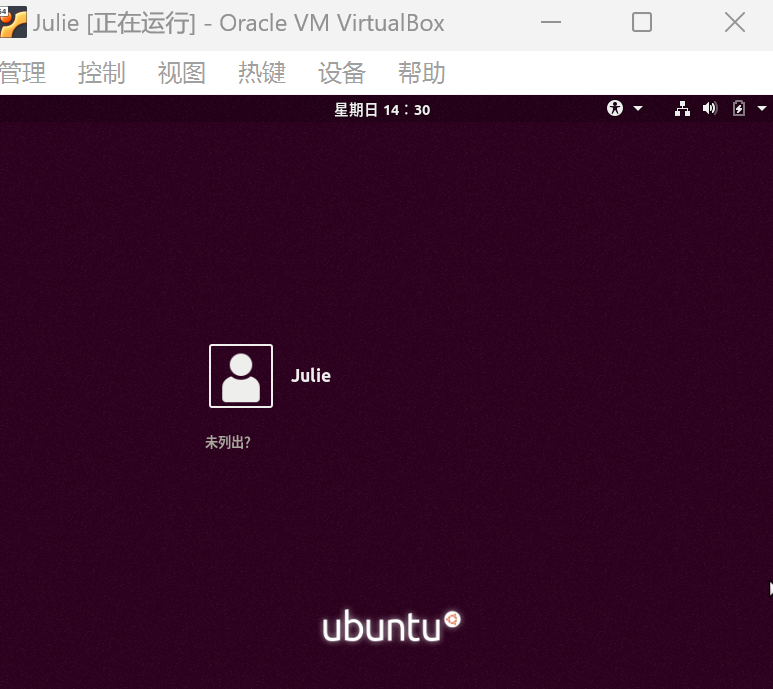 Julie [正在运行] - Oracle VM VirtualBox
管理 控制 视图 热键 设备 帮助
星期日 14：30
Julie
未列出?
ubuntu